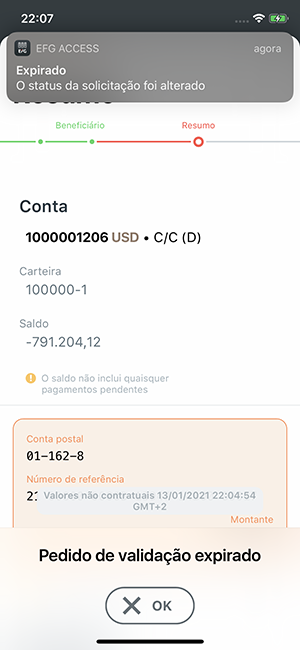 22:07
E/G EFG ACCESS agora
Expirado
O status da solicitação foi alterado
Resumo
Beneficiário Resumo
Conta
1000001206 USD • C/C (D)
Carteira
100000-1
Saldo
-791.204,12
! O saldo não inclui quaisquer
pagamentos pendentes
Conta postal
01-162-8
Número de referência
Valores não contratuais 13/01/2021 22:04:54
GMT+2
Montante
Pedido de validação expirado
OK